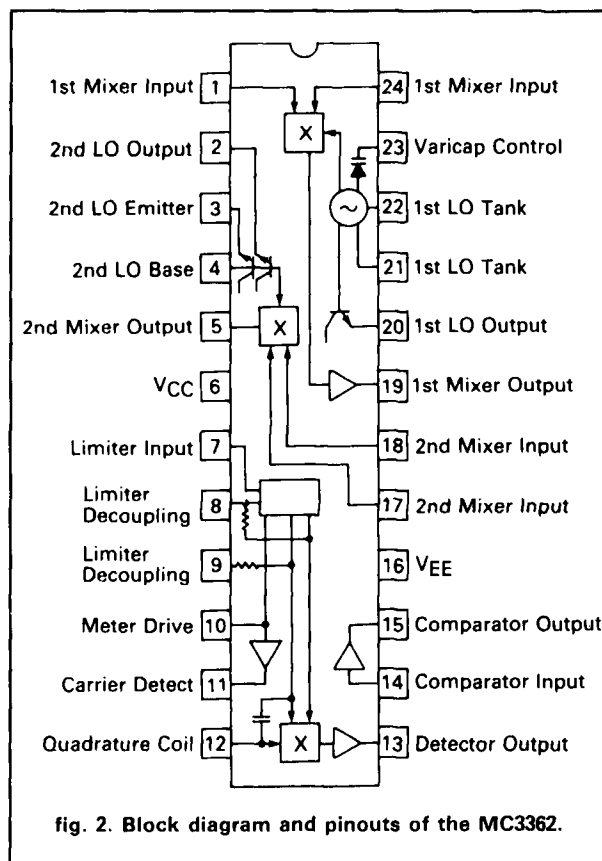 1st Mixer Input 1
24 1st Mixer Input
X
2nd LO Output 2
23 Varicap Control
2nd LO Emitter 3
~
22 1st LO Tank
2nd LO Base 4
21 1st LO Tank
2nd Mixer Output 5
X
20 1st LO Output
VCC 6
19 1st Mixer Output
Limiter Input 7
18 2nd Mixer Input
Limiter
Decoupling 8
17 2nd Mixer Input
Limiter
Decoupling 9
16 VEE
Meter Drive 10
15 Comparator Output
Carrier Detect 11
14 Comparator Input
Quadrature Coil 12
X
13 Detector Output
fig. 2. Block diagram and pinouts of the MC3362.